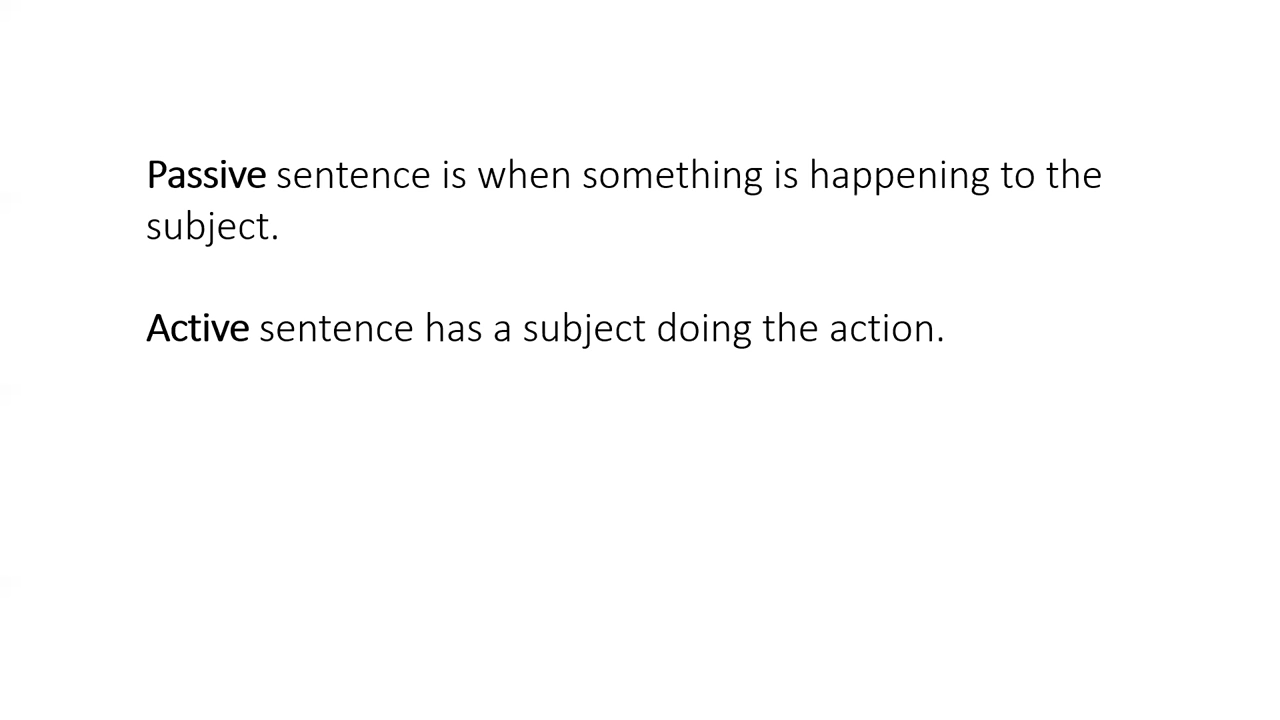 Passive sentence is when something is happening to the
subject.
Active sentence has a subject doing the action.